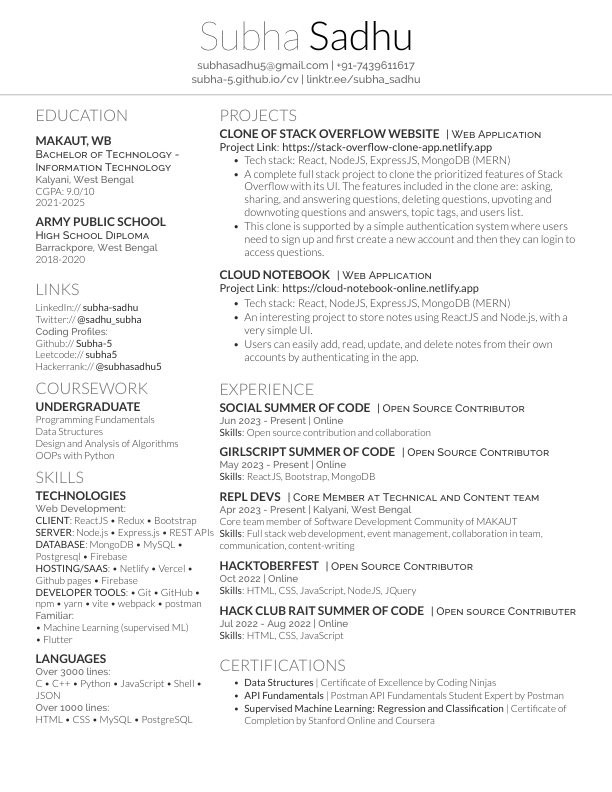 Subha Sadhu
subhasadhu5@gmail.com | +91-7439611617
subha-5.github.io/cv | linktr.ee/subha_sadhu
EDUCATION
MAKAUT, WB
Bachelor of Technology -
Information Technology
Kalyani, West Bengal
CGPA: 9.0/10
2021-2025
ARMY PUBLIC SCHOOL
High School Diploma
Barrackpore, West Bengal
2018-2020
LINKS
LinkedIn:// subha-sadhu
Twitter:// @sadhu_subha
Coding Profiles:
Github:// Subha-5
Leetcode:// subha5
Hackerrank:// @subhasadhu5
COURSEWORK
UNDERGRADUATE
Programming Fundamentals
Data Structures
Design and Analysis of Algorithms
OOPs with Python
SKILLS
TECHNOLOGIES
Web Development:
CLIENT: ReactJS • Redux • Bootstrap
SERVER: Node.js • Express.js • REST APIs
DATABASE: MongoDB • MySQL •
Postgresql • Firebase
HOSTING/SAAS: • Netlify • Vercel •
Github pages • Firebase
DEVELOPER TOOLS: • Git • GitHub •
npm • yarn • vite • webpack • postman
Familiar:
• Machine Learning (supervised ML)
• Flutter
LANGUAGES
Over 3000 lines:
C • C++ • Python • JavaScript • Shell •
JSON
Over 1000 lines:
HTML • CSS • MySQL • PostgreSQL
PROJECTS
CLONE OF STACK OVERFLOW WEBSITE | Web Application
Project Link: https://stack-overflow-clone-app.netlify.app
• Tech stack: React, NodeJS, ExpressJS, MongoDB (MERN)
• A complete full stack project to clone the prioritized features of Stack
Overflow with its UI. The features included in the clone are: asking,
sharing, and answering questions, deleting questions, upvoting and
downvoting questions and answers, topic tags, and users list.
• This clone is supported by a simple authentication system where users
need to sign up and first create a new account and then they can login to
access questions.
CLOUD NOTEBOOK | Web Application
Project Link: https://cloud-notebook-online.netlify.app
• Tech stack: React, NodeJS, ExpressJS, MongoDB (MERN)
• An interesting project to store notes using ReactJS and Node.js, with a
very simple UI.
• Users can easily add, read, update, and delete notes from their own
accounts by authenticating in the app.
EXPERIENCE
SOCIAL SUMMER OF CODE | Open Source Contributor
Jun 2023 - Present | Online
Skills: Open source contribution and collaboration
GIRLSCRIPT SUMMER OF CODE | Open Source Contributor
May 2023 - Present | Online
Skills: ReactJS, Bootstrap, MongoDB
REPL DEVS | Core Member at Technical and Content team
Apr 2023 - Present | Kalyani, West Bengal
Core team member of Software Development Community of MAKAUT
Skills: Full stack web development, event management, collaboration in team,
communication, content-writing
HACKTOBERFEST | Open Source Contributor
Oct 2022 | Online
Skills: HTML, CSS, JavaScript, NodeJS, JQuery
HACK CLUB RAIT SUMMER OF CODE | Open source Contributer
Jul 2022 - Aug 2022 | Online
Skills: HTML, CSS, JavaScript
CERTIFICATIONS
• Data Structures | Certificate of Excellence by Coding Ninjas
• API Fundamentals | Postman API Fundamentals Student Expert by Postman
• Supervised Machine Learning: Regression and Classification | Certificate of
Completion by Stanford Online and Coursera